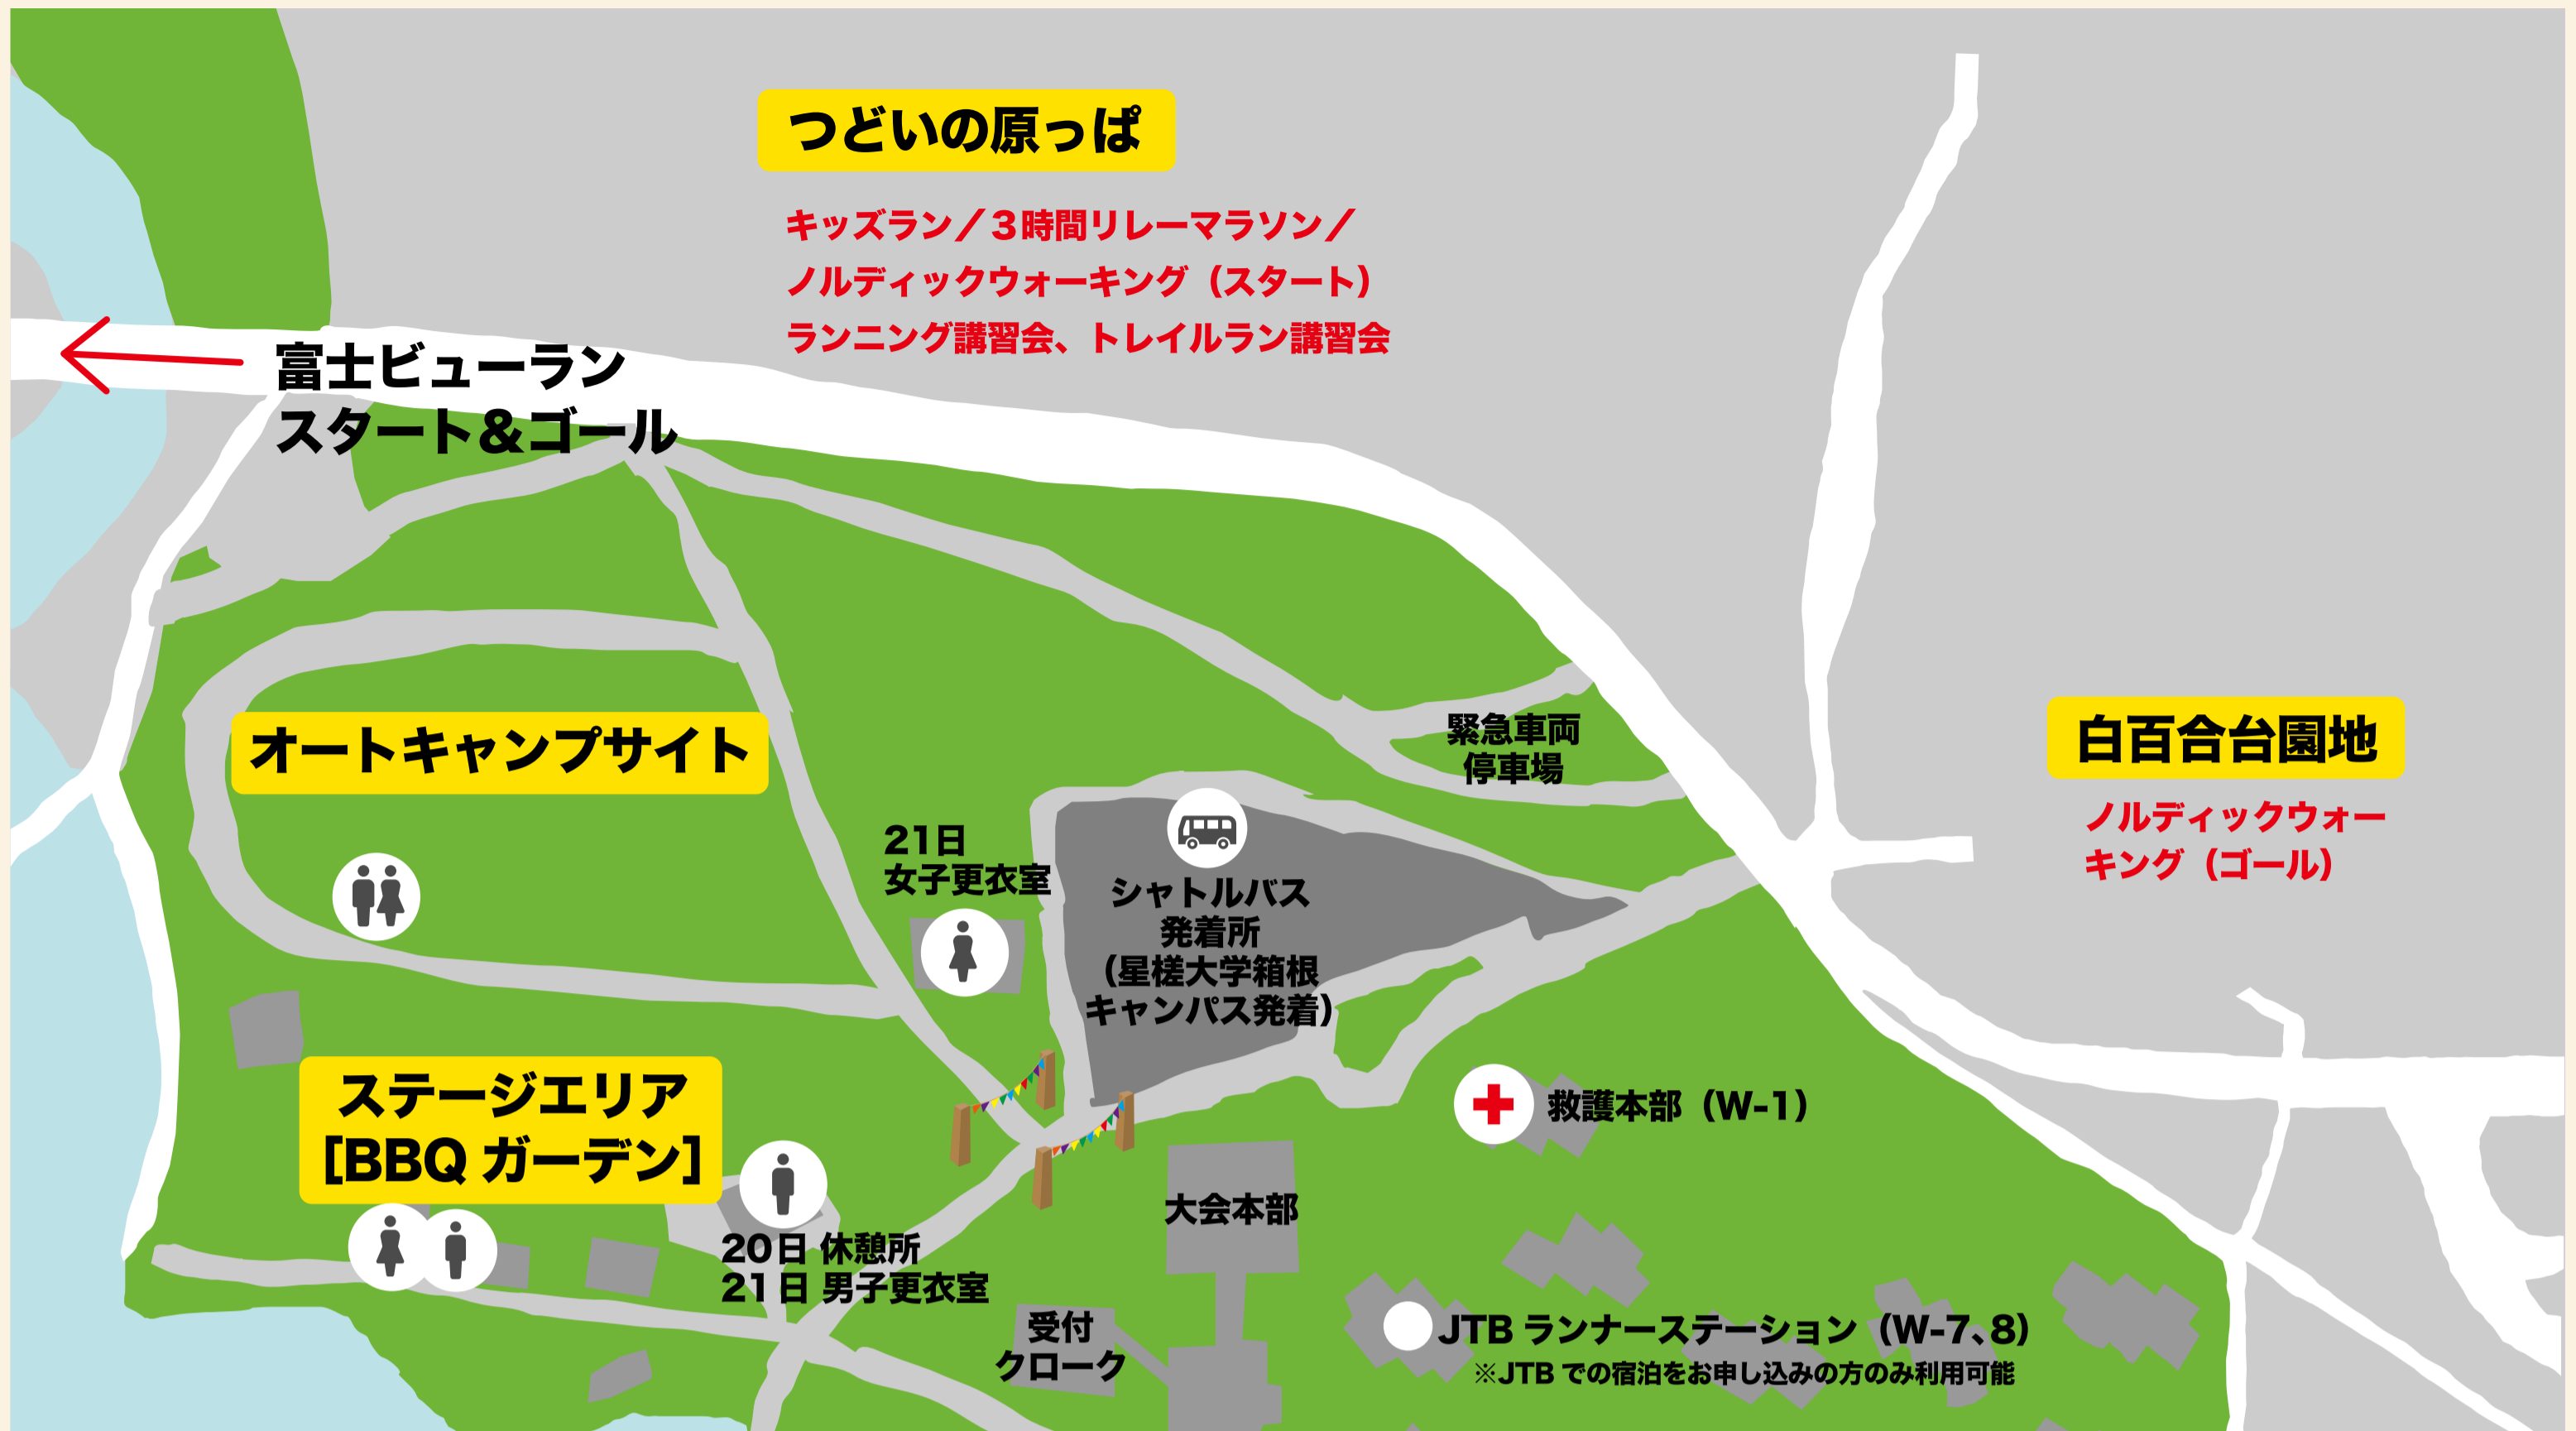 つどいの原っぱ
キッズラン／３時間リレーマラソン／
ノルディックウォーキング（スタート）
ランニング講習会、トレイルラン講習会
富士ビューラン
スタート＆ゴール
緊急車両
停車場
白百合台園地
ノルディックウォー
キング（ゴール）
オートキャンプサイト
21日
女子更衣室
シャトルバス
発着所
（星槎大学箱根
キャンパス発着）
ステージエリア
[BBQ ガーデン]
救護本部（W-1）
大会本部
20日 休憩所
21日 男子更衣室
受付
クローク
JTB ランナーステーション（W-7、8）
※JTB での宿泊をお申し込みの方のみ利用可能